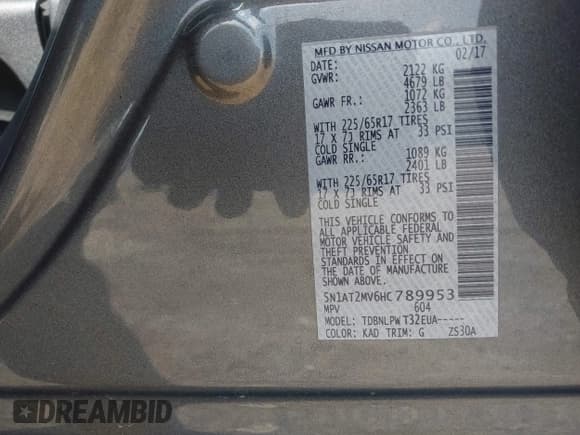 MFD BY NISSAN MOTOR CO., LTD.
DATE: 02/17
GVWR: 2122 KG
4679 LB
GAWR FR.: 1072 KG
2363 LB
WITH 225/65R17 TIRES
17 X 7J RIMS AT 33 PSI
COLD SINGLE
GAWR RR.: 1089 KG
2401 LB
WITH 225/65R17 TIRES
17 X 7J RIMS AT 33 PSI
COLD SINGLE
THIS VEHICLE CONFORMS TO
ALL APPLICABLE FEDERAL
MOTOR VEHICLE SAFETY AND
THEFT PREVENTION
STANDARDS IN EFFECT ON
THE DATE OF MANUFACTURE
SHOWN ABOVE.
5N1AT2MV6HC789953
MPV 604
MODEL: TDBNLPW T32EUA-----
COLOR: KAD TRIM: G ZS30A
DREAMBID